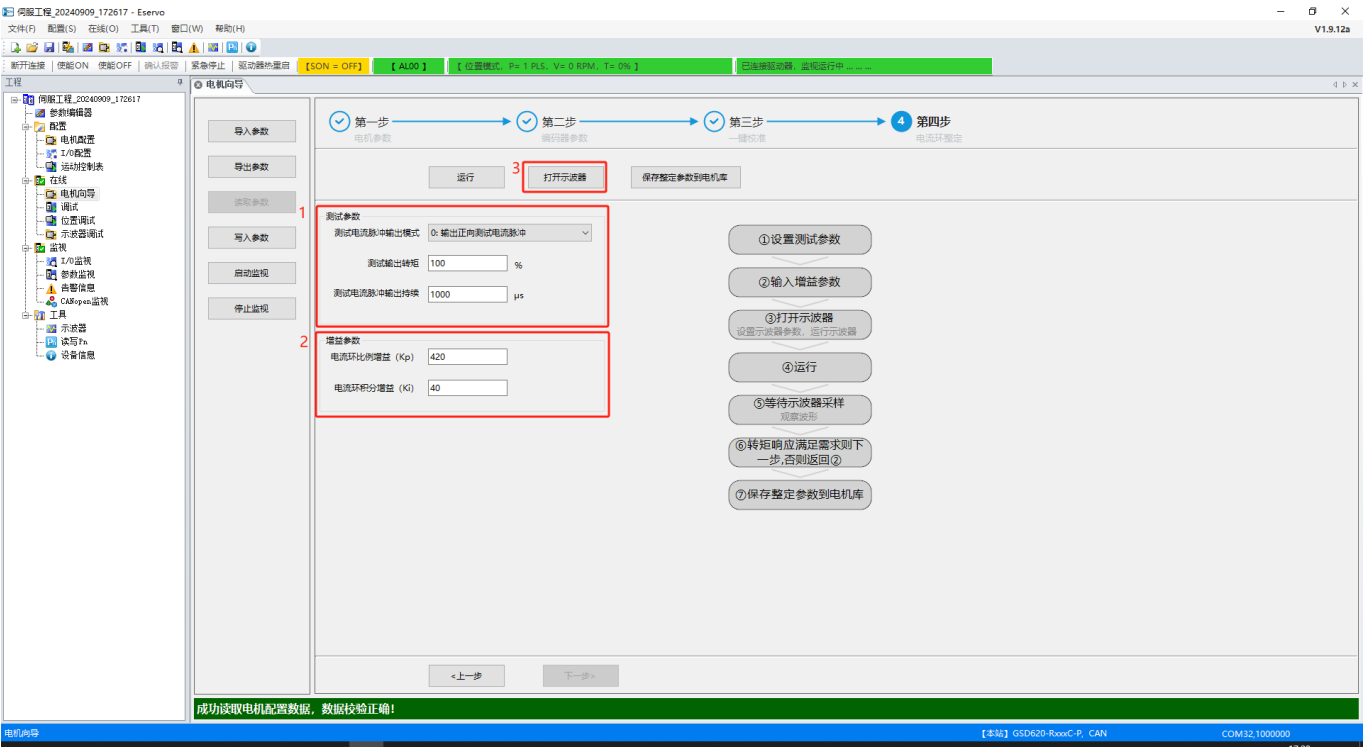 伺服工程_20240909_172617 - Eservo
文件(F) 配置(S) 在线(O) 工具(T) 窗口(W) 帮助(H)
V1.9.12a
断开连接 使能ON 使能OFF 确认报警 紧急停止 驱动器热重启 【SON = OFF】 【 AL00 】 【 位置模式, P= 1 PLS, V= 0 RPM, T= 0% 】 已连接驱动器, 监视运行中 ... ... ...
工程
伺服工程_20240909_172617
参数编辑器
配置
电机配置
I/O配置
运动控制表
在线
电机向导
调试
位置调试
示波器调试
监视
I/O监视
参数监视
告警信息
CANopen监视
工具
示波器
读写Pn
设备信息
电机向导
导入参数
导出参数
读取参数
写入参数
启动监视
停止监视
第一步
电机参数
第二步
编码器参数
第三步
一键校准
4 第四步
电流环整定
运行
3 打开示波器
保存整定参数到电机库
1
测试参数
测试电流脉冲输出模式 0: 输出正向测试电流脉冲
测试输出转矩 100 %
测试电流脉冲输出持续 1000 μs
2
增益参数
电流环比例增益 (Kp) 420
电流环积分增益 (Ki) 40
①设置测试参数
②输入增益参数
③打开示波器
设置示波器参数, 运行示波器
④运行
⑤等待示波器采样
观察波形
⑥转矩响应满足需求则下
一步,否则返回②
⑦保存整定参数到电机库
<上一步
下一步>
成功读取电机配置数据, 数据校验正确!
电机向导
【本站】GSD620-RxxxC-P, CAN
COM32,1000000